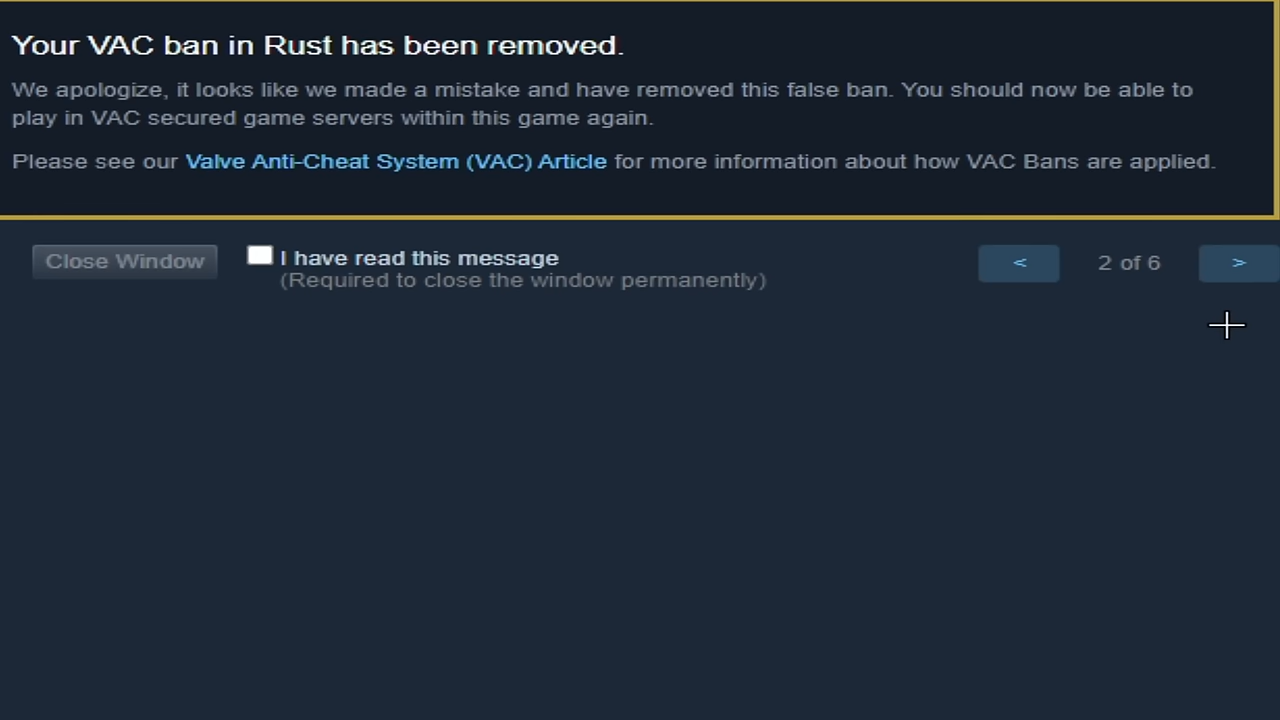 Your VAC ban in Rust has been removed.
We apologize, it looks like we made a mistake and have removed this false ban. You should now be able to
play in VAC secured game servers within this game again.
Please see our Valve Anti-Cheat System (VAC) Article for more information about how VAC Bans are applied.
Close Window
I have read this message
(Required to close the window permanently)
< 2 of 6 >